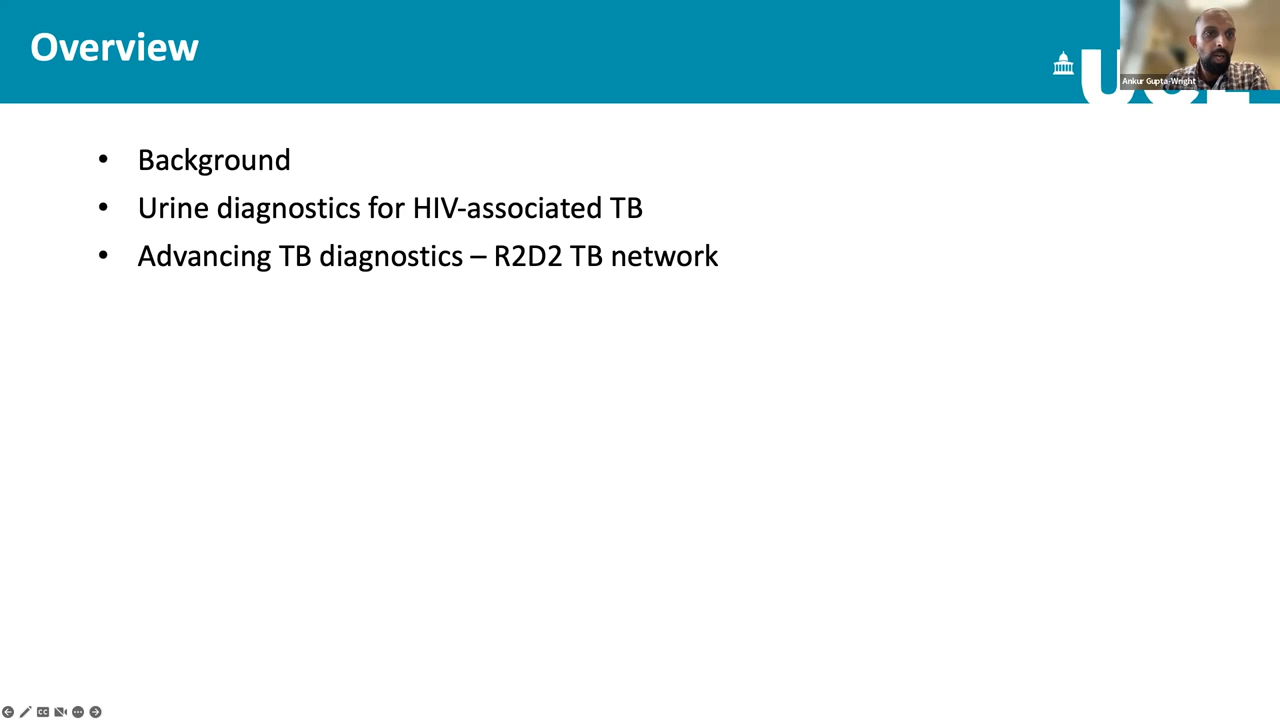 Overview
Ankur Gupta-Wright
• Background
• Urine diagnostics for HIV-associated TB
• Advancing TB diagnostics – R2D2 TB network